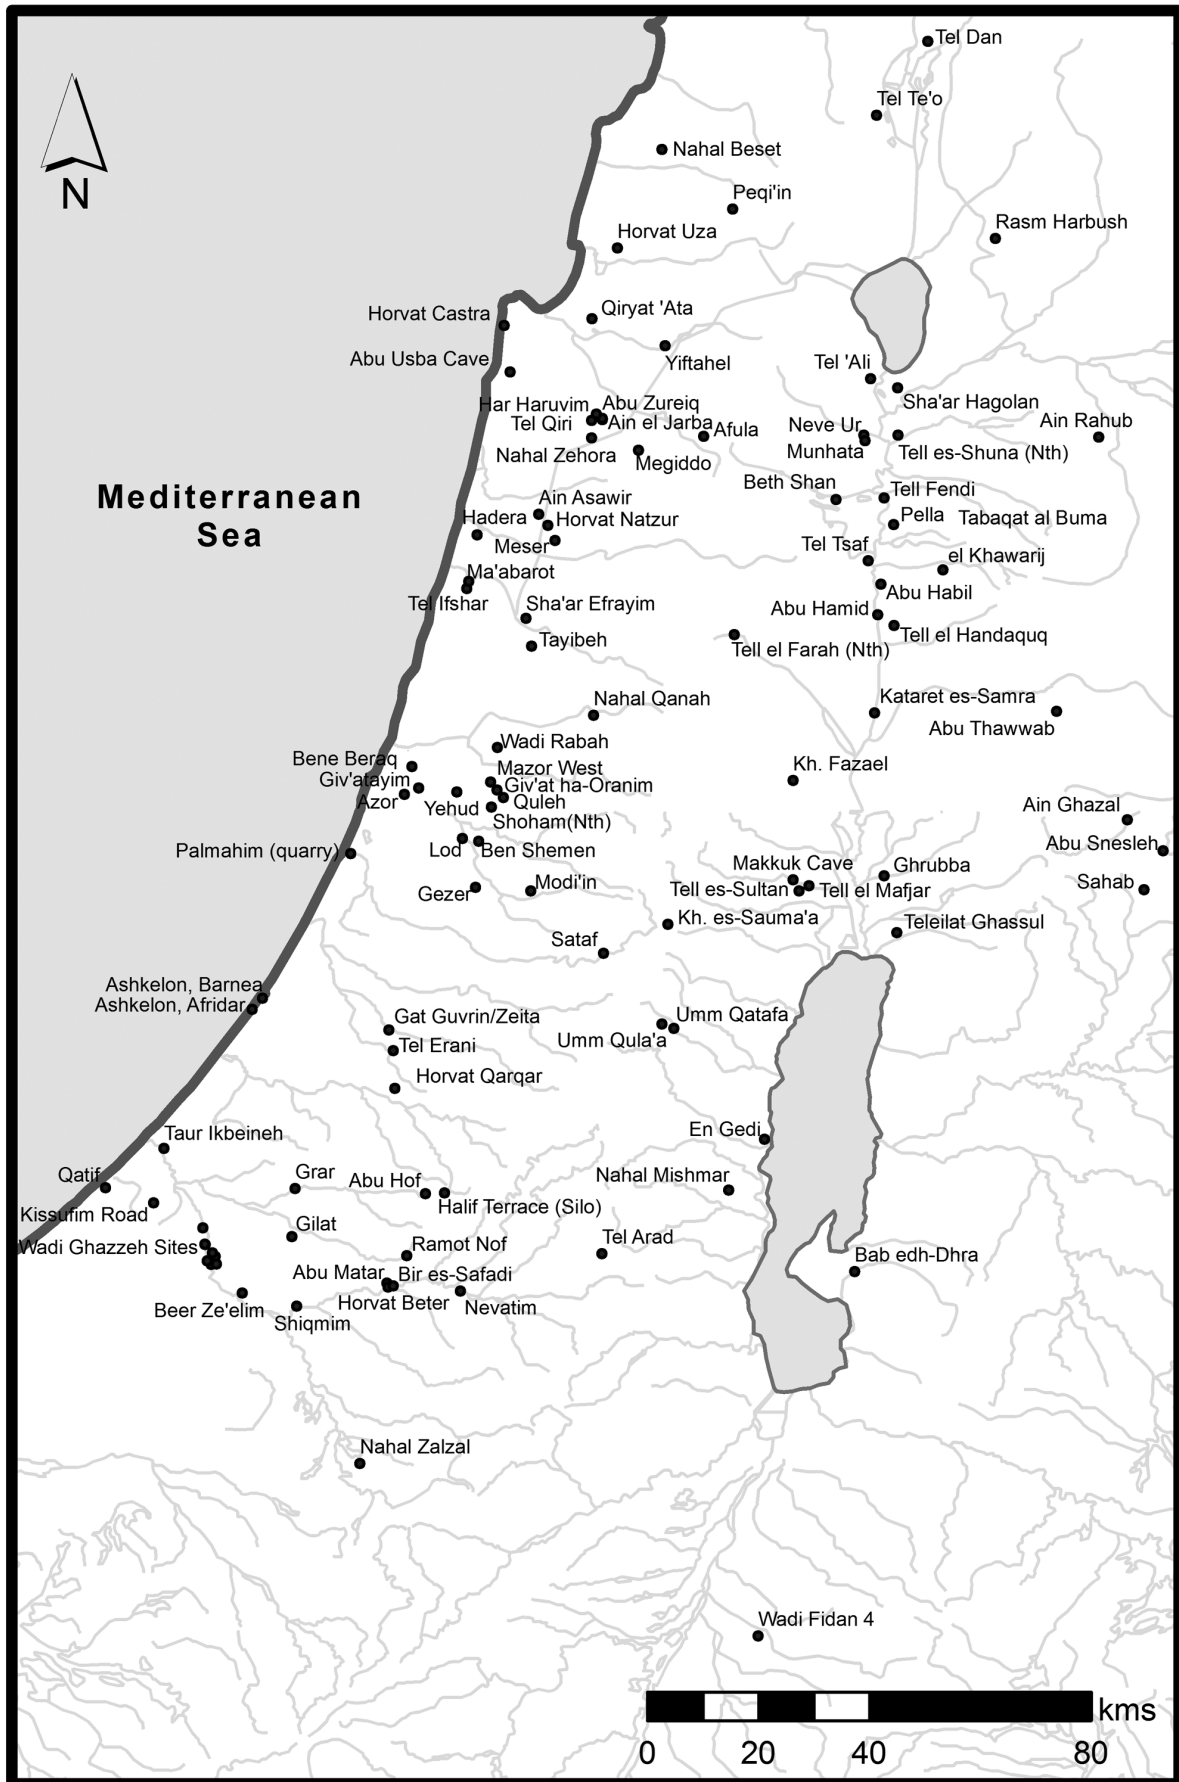 Tel Dan
Tel Te'o
Nahal Beset
N
Peqi'in
Rasm Harbush
Horvat Uza
Qiryat 'Ata
Horvat Castra
Abu Usba Cave
Yiftahel
Tel 'Ali
Sha'ar Hagolan
Har Haruvim
Abu Zureiq
Tel Qiri
Ain el Jarba
Afula
Neve Ur
Ain Rahub
Nahal Zehora
Megiddo
Munhata
Tell es-Shuna (Nth)
Beth Shan
Tell Fendi
Mediterranean
Sea
Ain Asawir
Hadera
Horvat Natzur
Pella
Tabaqat al Buma
Meser
Tel Tsaf
el Khawarij
Ma'abarot
Abu Habil
Tel Ifshar
Sha'ar Efrayim
Abu Hamid
Tayibeh
Tell el Farah (Nth)
Tell el Handaquq
Nahal Qanah
Kataret es-Samra
Abu Thawwab
Wadi Rabah
Bene Beraq
Mazor West
Kh. Fazael
Giv'atayim
Giv'at ha-Oranim
Azor
Yehud
Quleh
Ain Ghazal
Shoham(Nth)
Palmahim (quarry)
Lod
Ben Shemen
Abu Snesleh
Makkuk Cave
Ghrubba
Gezer
Modi'in
Tell es-Sultan
Tell el Mafjar
Sahab
Kh. es-Sauma'a
Teleilat Ghassul
Sataf
Ashkelon, Barnea
Ashkelon, Afridar
Gat Guvrin/Zeita
Umm Qatafa
Tel Erani
Umm Qula'a
Horvat Qarqar
Taur Ikbeineh
En Gedi
Qatif
Grar
Abu Hof
Nahal Mishmar
Kissufim Road
Halif Terrace (Silo)
Gilat
Wadi Ghazzeh Sites
Ramot Nof
Tel Arad
Bab edh-Dhra
Abu Matar
Bir es-Safadi
Beer Ze'elim
Horvat Beter
Nevatim
Shiqmim
Nahal Zalzal
Wadi Fidan 4
kms
0 20 40 80